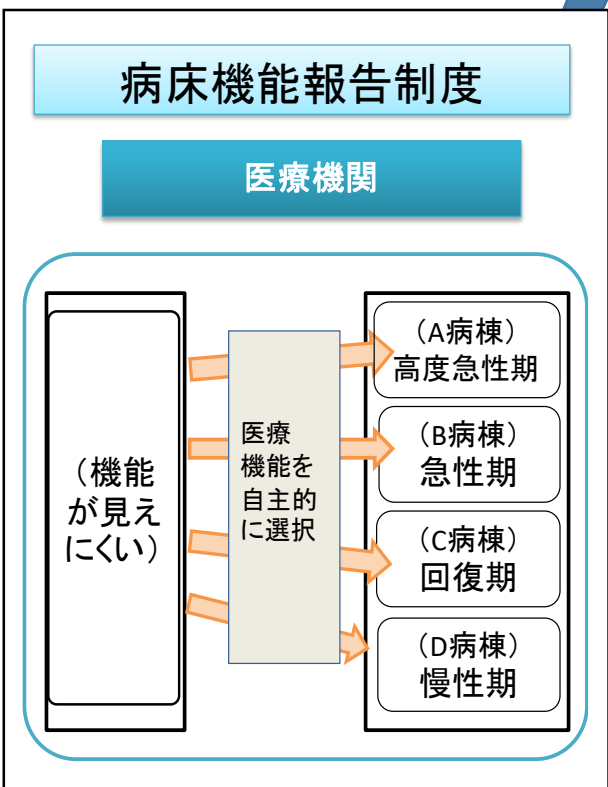 病床機能報告制度
医療機関
（機能
が見え
にくい）
医療
機能を
自主的
に選択
（A病棟）
高度急性期
（B病棟）
急性期
（C病棟）
回復期
（D病棟）
慢性期